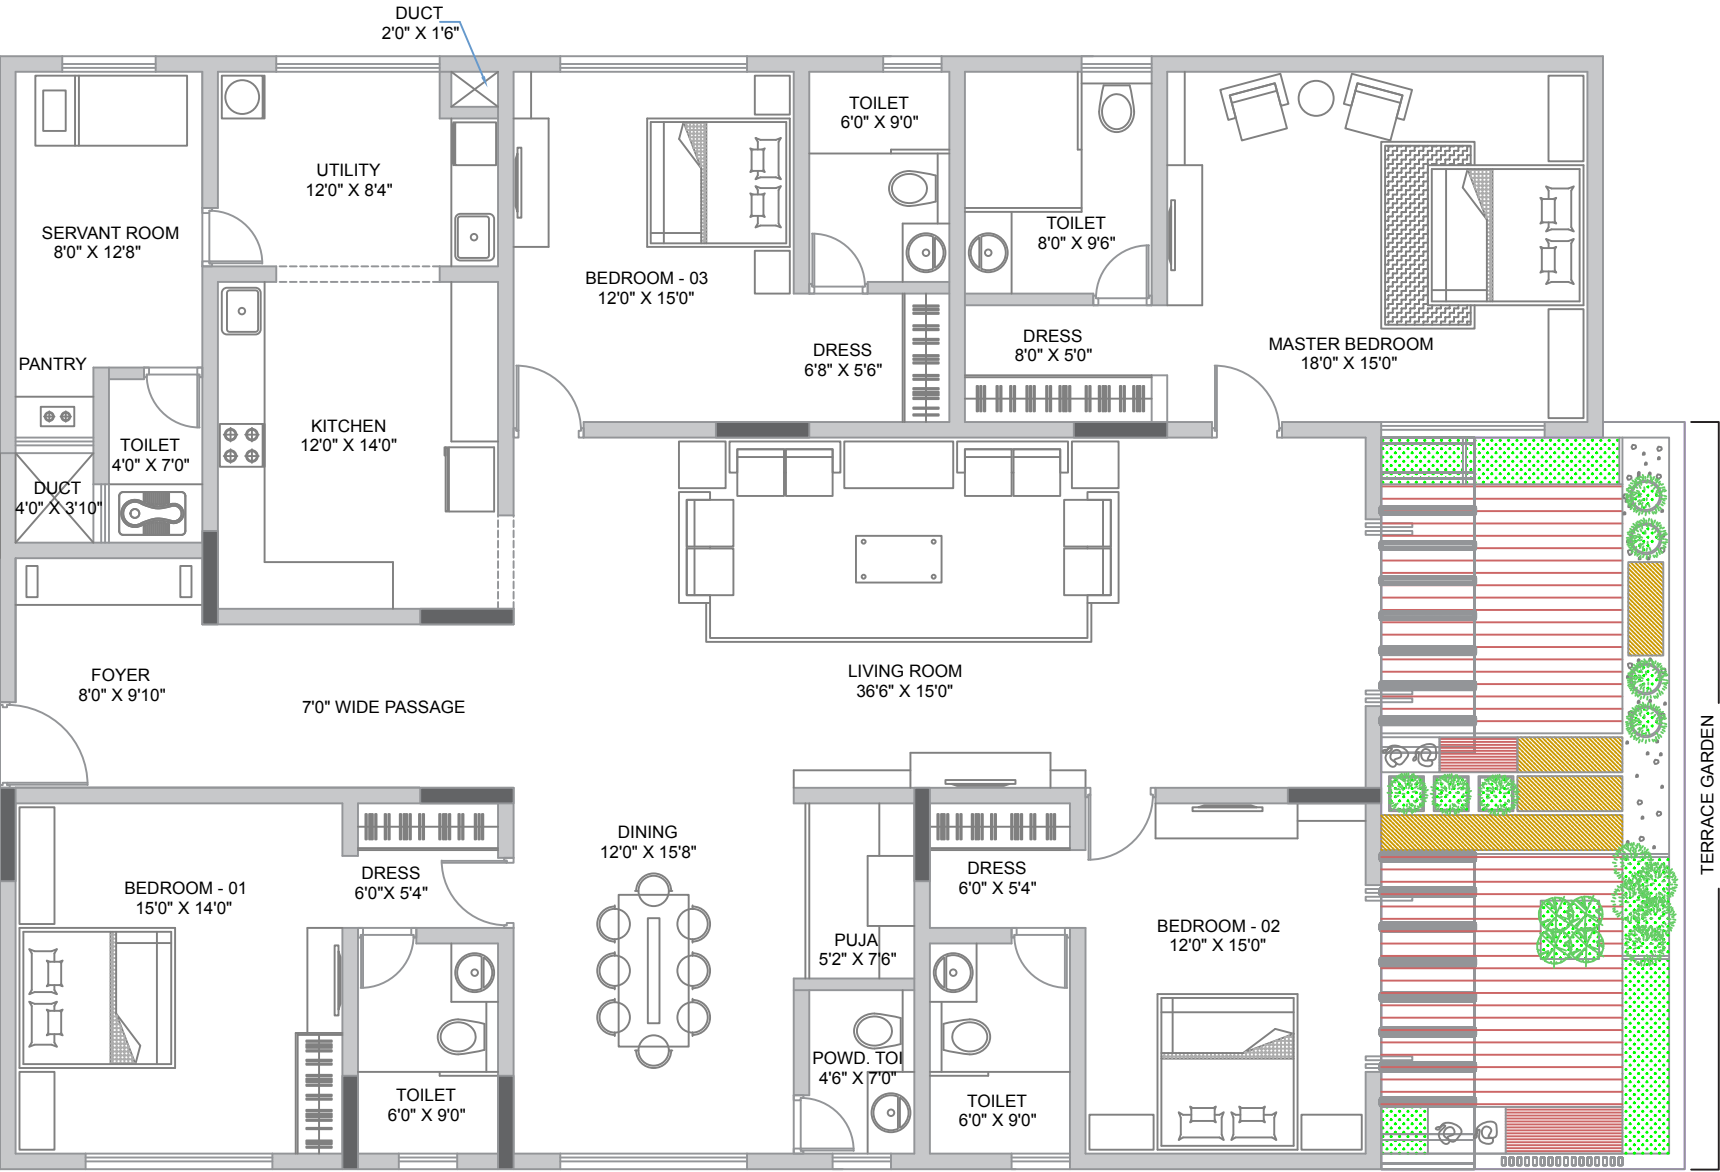 DUCT
2'0" X 1'6"
TOILET
6'0" X 9'0"
UTILITY
12'0" X 8'4"
SERVANT ROOM
8'0" X 12'8"
TOILET
8'0" X 9'6"
BEDROOM - 03
12'0" X 15'0"
DRESS
6'8" X 5'6"
DRESS
8'0" X 5'0"
MASTER BEDROOM
18'0" X 15'0"
PANTRY
KITCHEN
12'0" X 14'0"
TOILET
4'0" X 7'0"
DUCT
4'0" X 3'10"
FOYER
8'0" X 9'10"
7'0" WIDE PASSAGE
LIVING ROOM
36'6" X 15'0"
TERRACE GARDEN
DINING
12'0" X 15'8"
DRESS
6'0"X 5'4"
BEDROOM - 01
15'0" X 14'0"
DRESS
6'0" X 5'4"
BEDROOM - 02
12'0" X 15'0"
PUJA
5'2" X 7'6"
POWD. TOI
4'6" X 7'0"
TOILET
6'0" X 9'0"
TOILET
6'0" X 9'0"